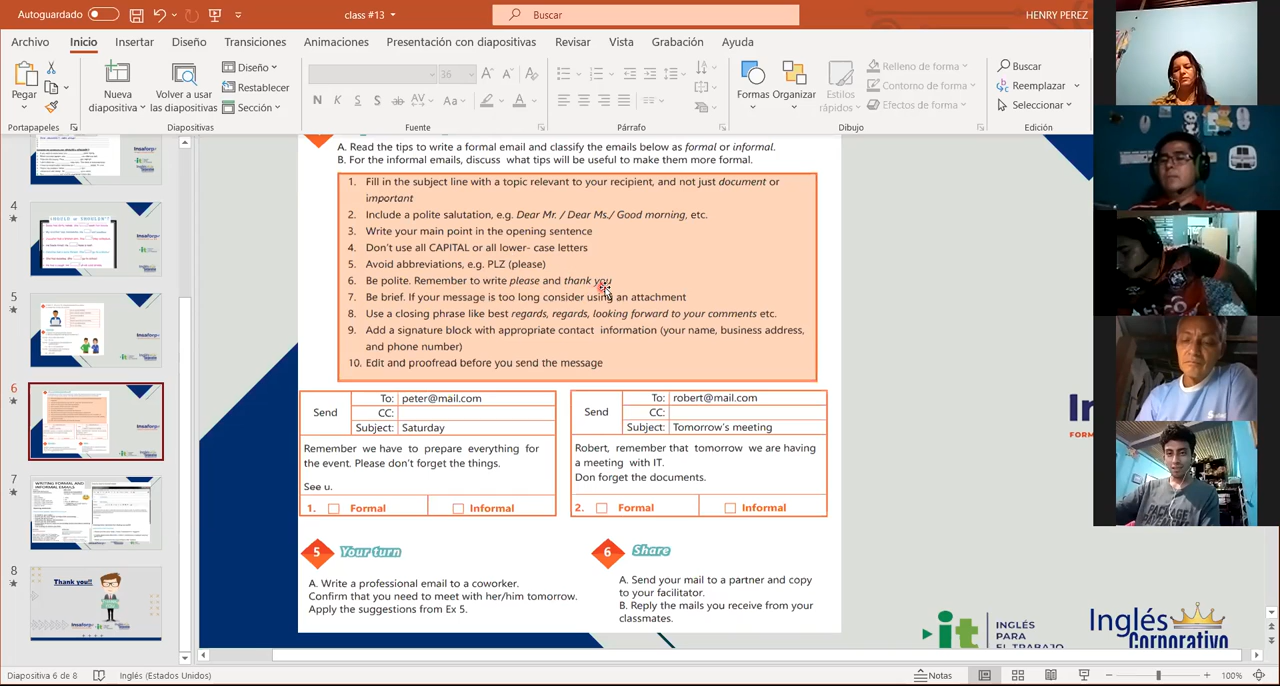 Autoguardado
class #13
Buscar
HENRY PEREZ
Archivo Inicio Insertar Diseño Transiciones Animaciones Presentación con diapositivas Revisar Vista Grabación Ayuda
Pegar
Nueva diapositiva
Volver a usar las diapositivas
Diseño
Restablecer
Sección
36
N K S S ab AV Aa A
Formas Organizar Estilos rápidos
Relleno de forma
Contorno de forma
Efectos de forma
Buscar
Reemplazar
Seleccionar
Portapapeles Diapositivas Fuente Párrafo Dibujo Edición
4
5
6
7
8
WRITING FORMAL AND INFORMAL EMAILS
Thank you!!
A. Read the tips to write a formal email and classify the emails below as formal or informal.
B. For the informal emails, discuss what tips will be useful to make them more formal.
1. Fill in the subject line with a topic relevant to your recipient, and not just document or
important
2. Include a polite salutation, e.g. Dear Mr. / Dear Ms./ Good morning, etc.
3. Write your main point in the opening sentence
4. Don't use all CAPITAL or all lower- case letters
5. Avoid abbreviations, e.g. PLZ (please)
6. Be polite. Remember to write please and thank you
7. Be brief. If your message is too long consider using an attachment
8. Use a closing phrase like best regards, regards, looking forward to your comments etc.
9. Add a signature block with appropriate contact information (your name, business address,
and phone number)
10. Edit and proofread before you send the message
Send
To: peter@mail.com
CC:
Subject: Saturday
Remember we have to prepare everything for
the event. Please don't forget the things.
See u.
1. Formal Informal
Send
To: robert@mail.com
CC:
Subject: Tomorrow's meeting
Robert, remember that tomorrow we are having
a meeting with IT.
Don forget the documents.
2. Formal Informal
5 Your turn
A. Write a professional email to a coworker.
Confirm that you need to meet with her/him tomorrow.
Apply the suggestions from Ex 5.
6 Share
A. Send your mail to a partner and copy
to your facilitator.
B. Reply the mails you receive from your
classmates.
it
INGLÉS
PARA
EL TRABAJO
Inglés
Corporativo
Diapositiva 6 de 8
Inglés (Estados Unidos)
Notas
100%